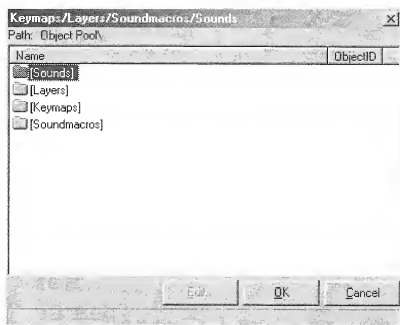 Keymaps/Layers/Soundmacros/Sounds
Path: Object Pool\
Name ObjectID
[Sounds]
[Layers]
[Keymaps]
[Soundmacros]
Edit... OK Cancel